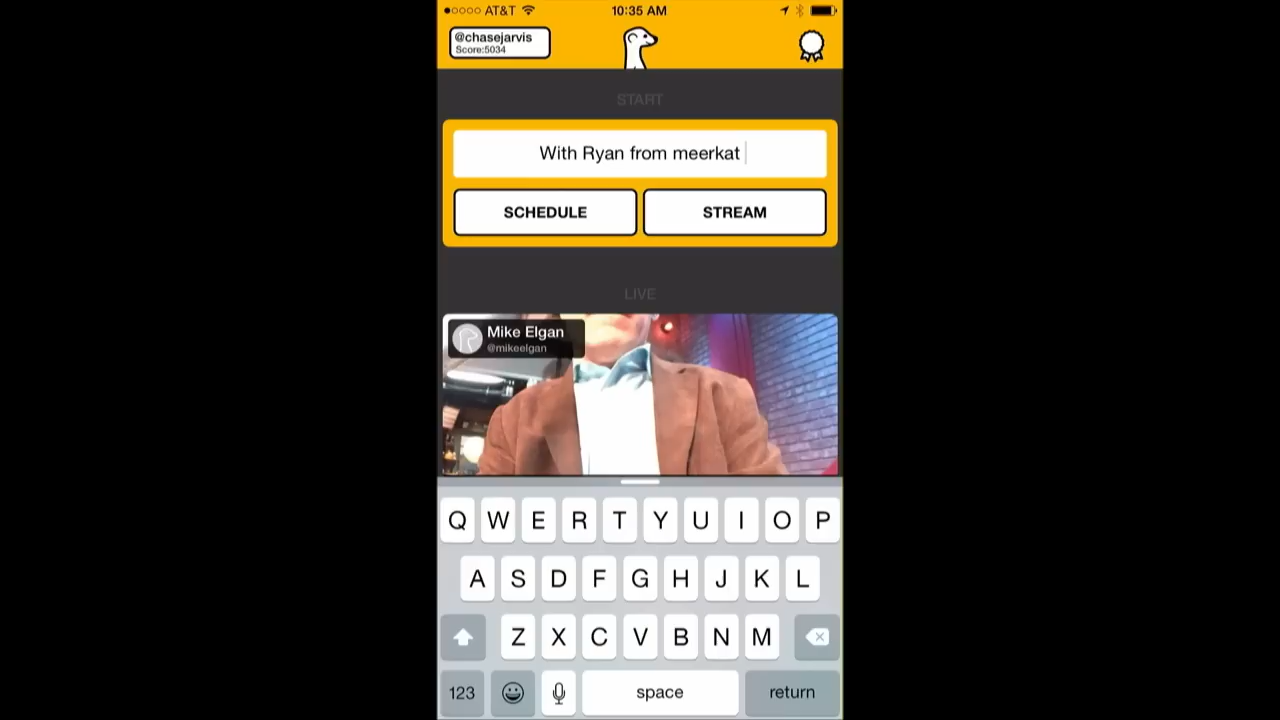 AT&T 10:35 AM
@chasejarvis
Score:5034
START
With Ryan from meerkat
SCHEDULE STREAM
LIVE
Mike Elgan
@mikeelgan
Q W E R T Y U I O P
A S D F G H J K L
Z X C V B N M
123 space return